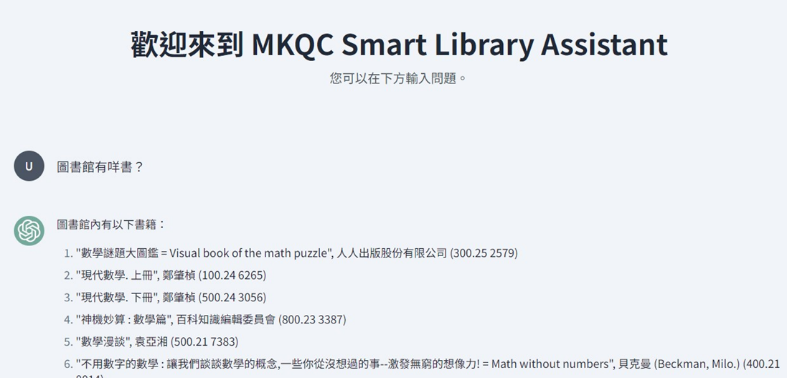 歡迎來到 MKQC Smart Library Assistant
您可以在下方輸入問題。
U
圖書館有咩書？
圖書館內有以下書籍：
1. "數學謎題大圖鑑 = Visual book of the math puzzle", 人人出版股份有限公司 (300.25 2579)
2. "現代數學. 上冊", 鄭肇楨 (100.24 6265)
3. "現代數學. 下冊", 鄭肇楨 (500.24 3056)
4. "神機妙算 : 數學篇", 百科知識編輯委員會 (800.23 3387)
5. "數學漫談", 袁亞湘 (500.21 7383)
6. "不用數字的數學 : 讓我們談談數學的概念,一些你從沒想過的事--激發無窮的想像力! = Math without numbers", 貝克曼 (Beckman, Milo.) (400.21